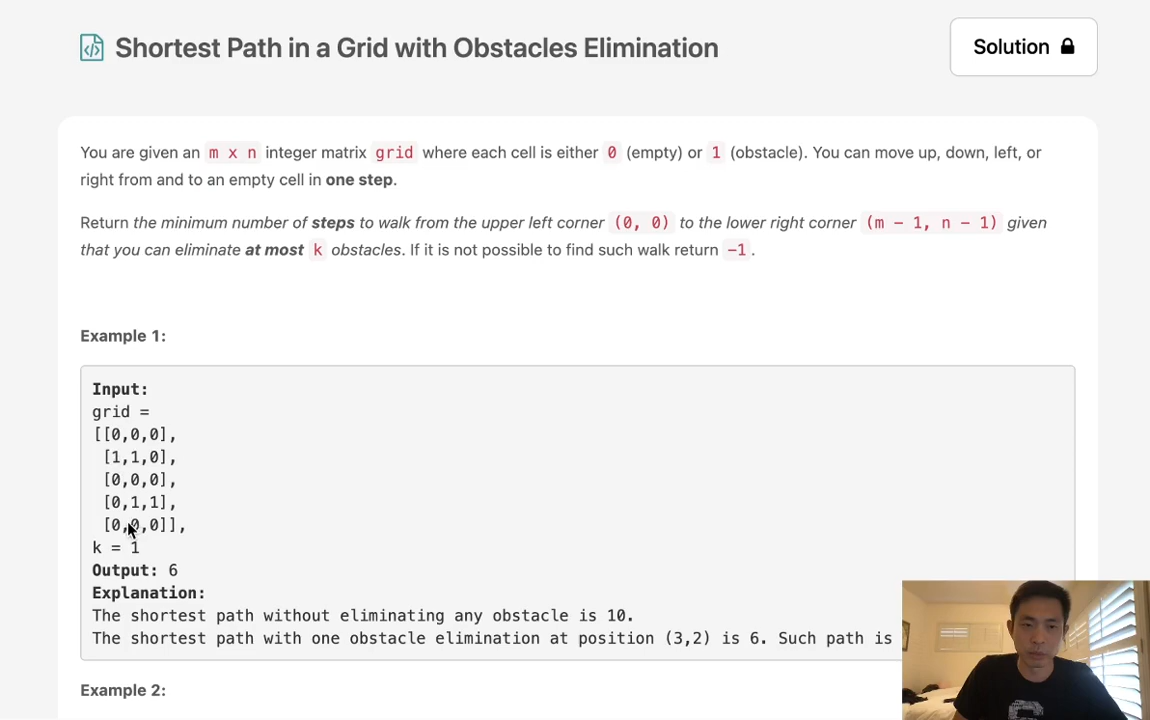 Shortest Path in a Grid with Obstacles Elimination
Solution
You are given an m x n integer matrix grid where each cell is either 0 (empty) or 1 (obstacle). You can move up, down, left, or
right from and to an empty cell in one step.
Return the minimum number of steps to walk from the upper left corner (0, 0) to the lower right corner (m − 1, n − 1) given
that you can eliminate at most k obstacles. If it is not possible to find such walk return −1.
Example 1:
Input:
grid =
[[0,0,0],
[1,1,0],
[0,0,0],
[0,1,1],
[0,0,0]],
k = 1
Output: 6
Explanation:
The shortest path without eliminating any obstacle is 10.
The shortest path with one obstacle elimination at position (3,2) is 6. Such path is
Example 2: